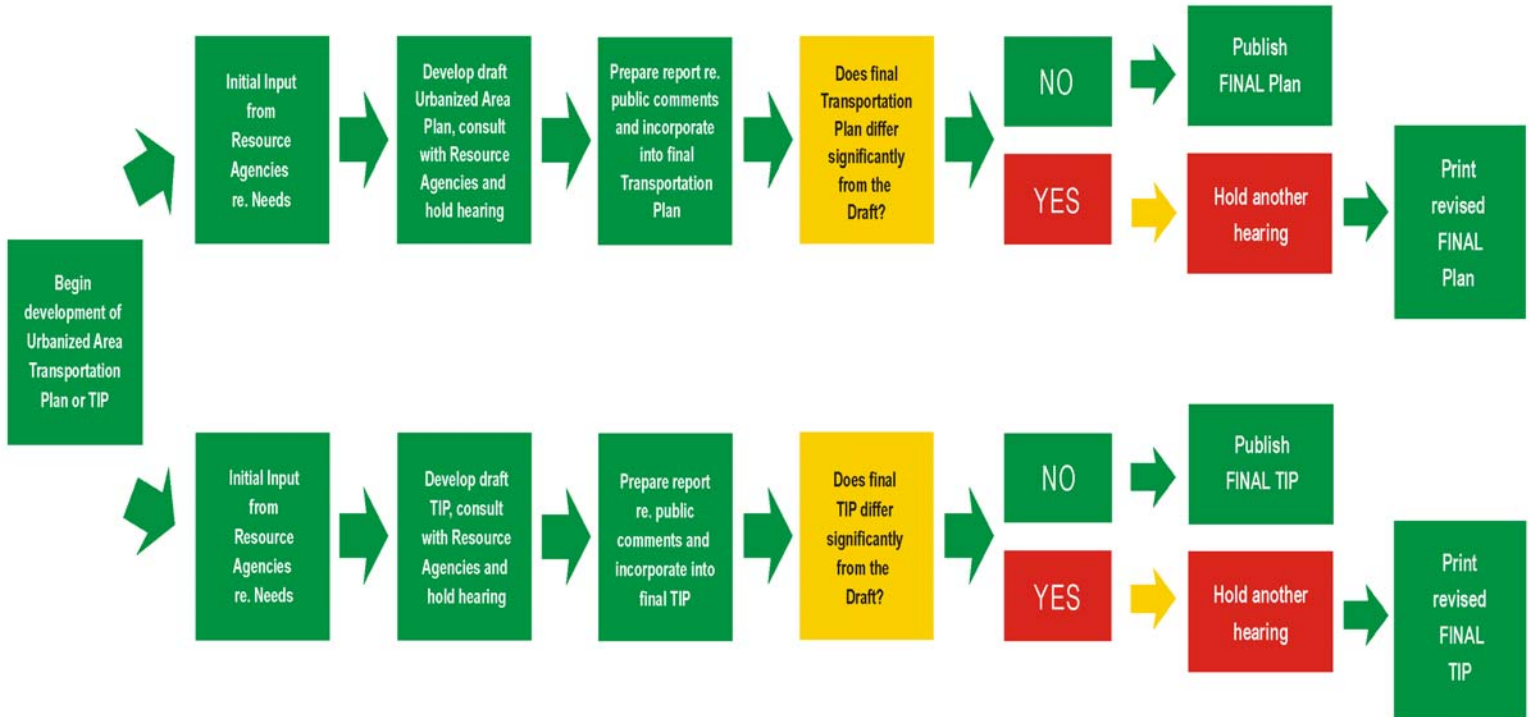 Begin
development of
Urbanized Area
Transportation
Plan or TIP
Initial Input
from
Resource
Agencies
re. Needs
Develop draft
Urbanized Area
Plan, consult
with Resource
Agencies and
hold hearing
Prepare report re.
public comments
and incorporate
into final
Transportation
Plan
Does final
Transportation
Plan differ
significantly
from the
Draft?
NO
Publish
FINAL Plan
YES
Hold another
hearing
Print
revised
FINAL
Plan
Initial Input
from
Resource
Agencies
re. Needs
Develop draft
TIP, consult
with Resource
Agencies and
hold hearing
Prepare report
re. public
comments and
incorporate into
final TIP
Does final
TIP differ
significantly
from the
Draft?
NO
Publish
FINAL TIP
YES
Hold another
hearing
Print
revised
FINAL
TIP